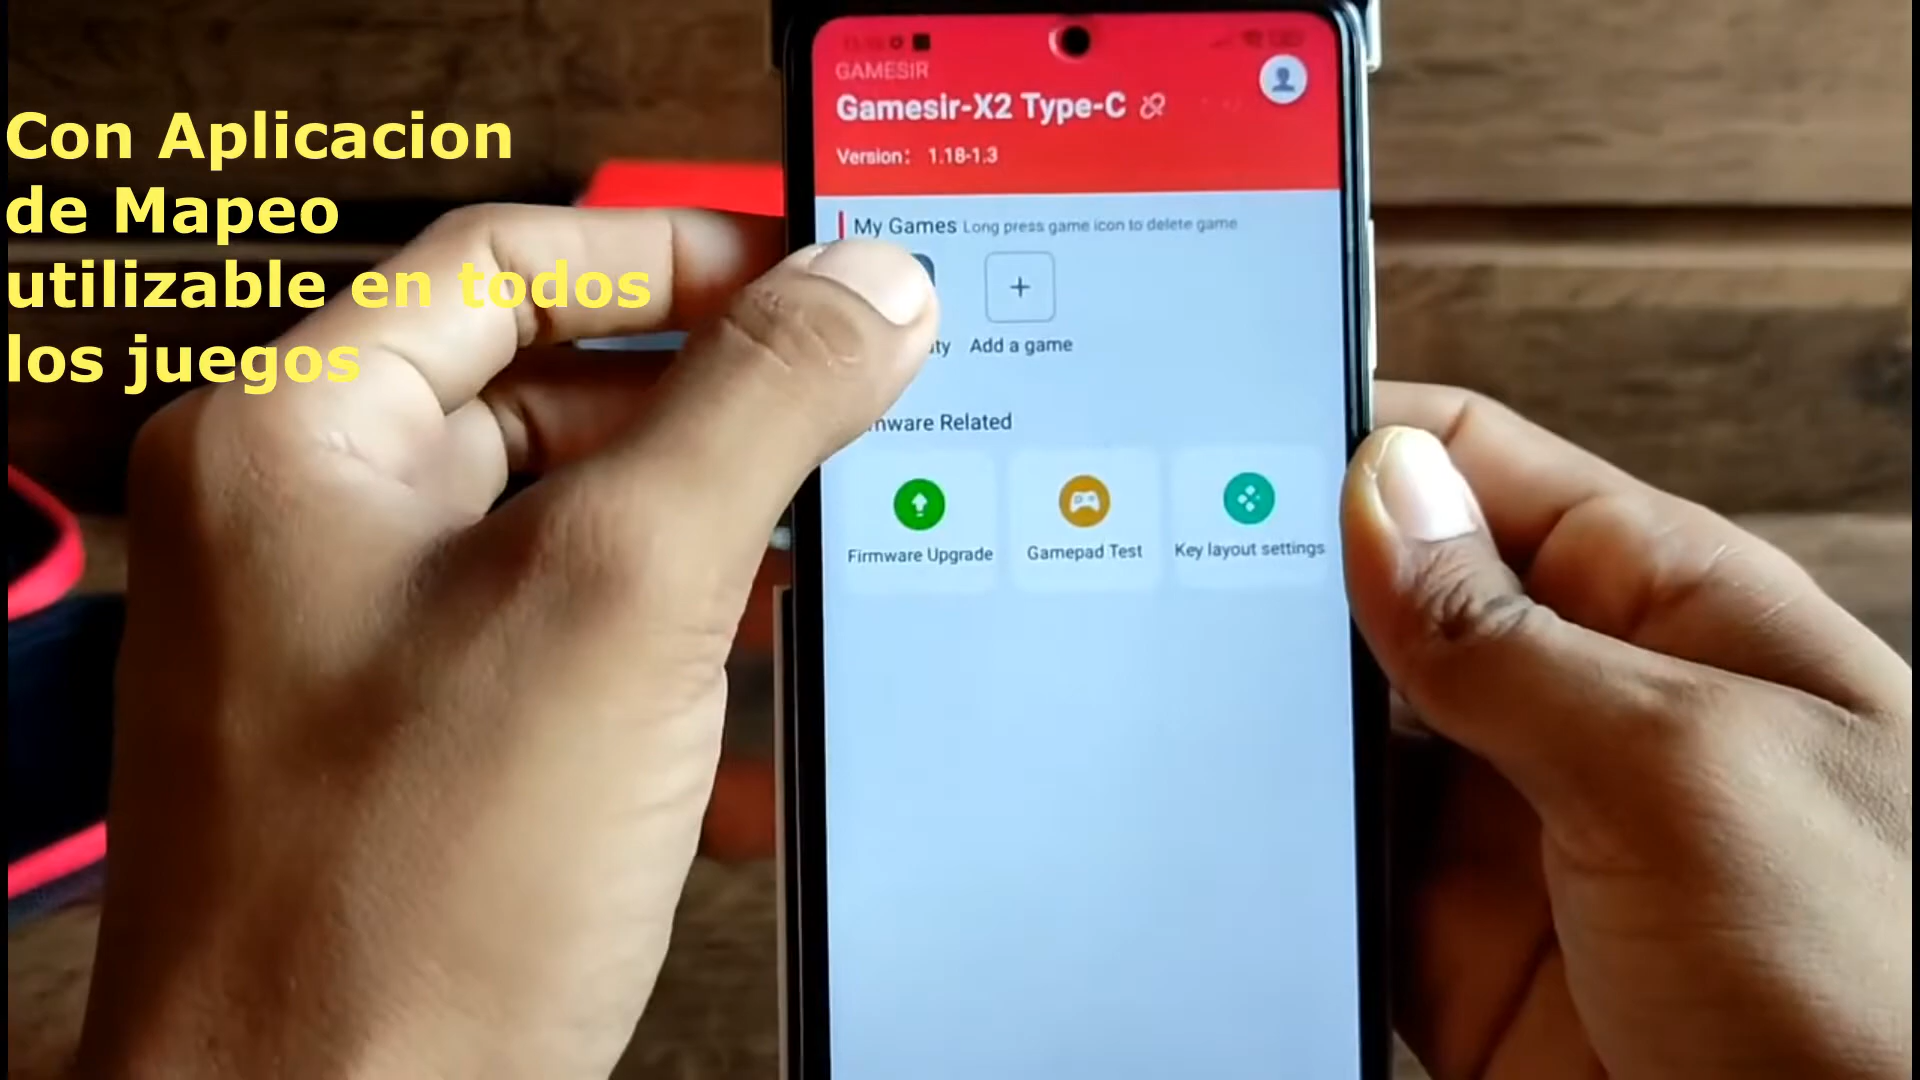 Con Aplicacion
de Mapeo
utilizable en todos
los juegos
GAMESIR
Gamesir-X2 Type-C
Version: 1.18-1.3
My Games Long press game icon to delete game
Add a game
Related
Firmware Upgrade
Gamepad Test
Key layout settings